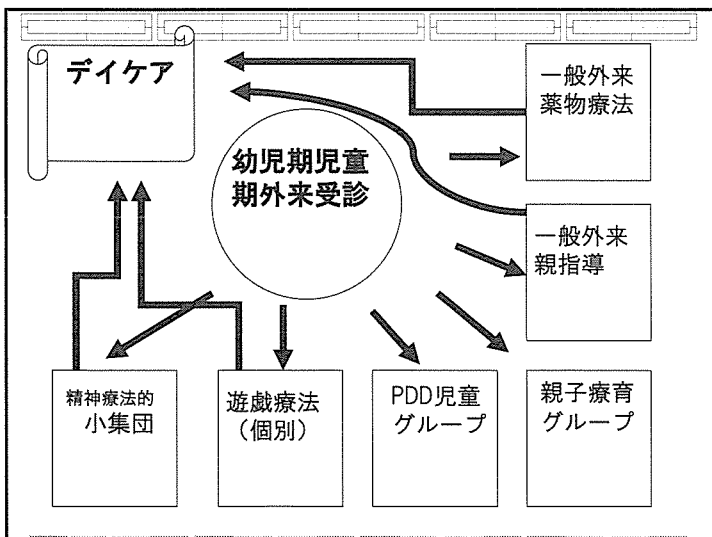 デイケア
一般外来
薬物療法
幼児期児童
期外来受診
一般外来
親指導
精神療法的
小集団
遊戯療法
（個別）
PDD児童
グループ
親子療育
グループ